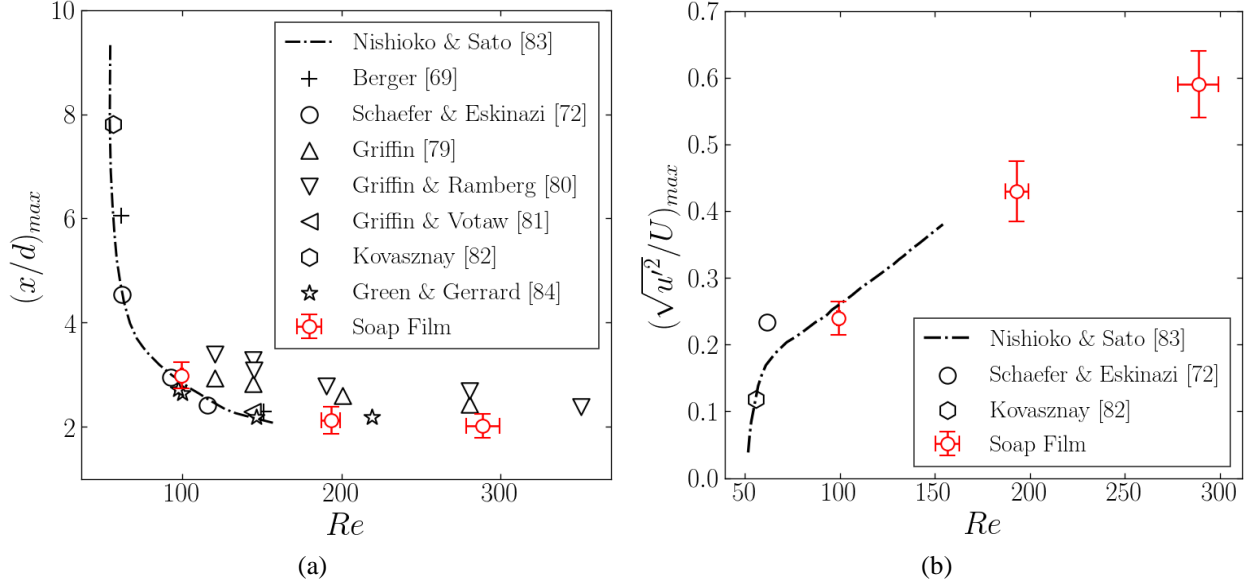 (a)
10
8
6
4
2
(x/d)max
100
200
300
Re
Nishioko & Sato [83]
Berger [69]
Schaefer & Eskinazi [72]
Griffin [79]
Griffin & Ramberg [80]
Griffin & Votaw [81]
Kovasznay [82]
Green & Gerrard [84]
Soap Film
(b)
0.7
0.6
0.5
0.4
0.3
0.2
0.1
0.0
(√u′²/U)max
50
100
150
200
250
300
Re
Nishioko & Sato [83]
Schaefer & Eskinazi [72]
Kovasznay [82]
Soap Film